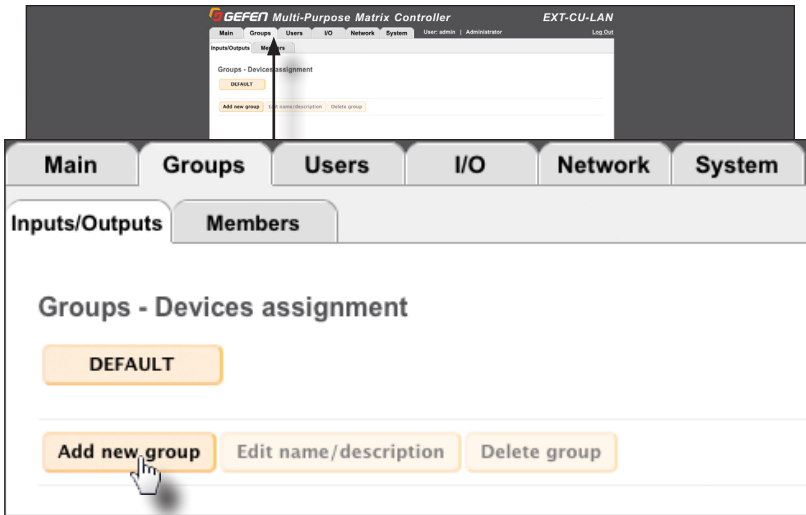 GEFEN Multi-Purpose Matrix Controller EXT-CU-LAN
Main Groups Users I/O Network System User: admin | Administrator Log Out
Inputs/Outputs Members
Groups - Devices assignment
DEFAULT
Add new group Edit name/description Delete group
Main Groups Users I/O Network System
Inputs/Outputs Members
Groups - Devices assignment
DEFAULT
Add new group Edit name/description Delete group